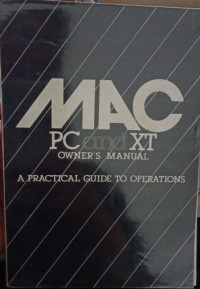 MAC
PC and XT
OWNER'S MANUAL
A PRACTICAL GUIDE TO OPERATIONS